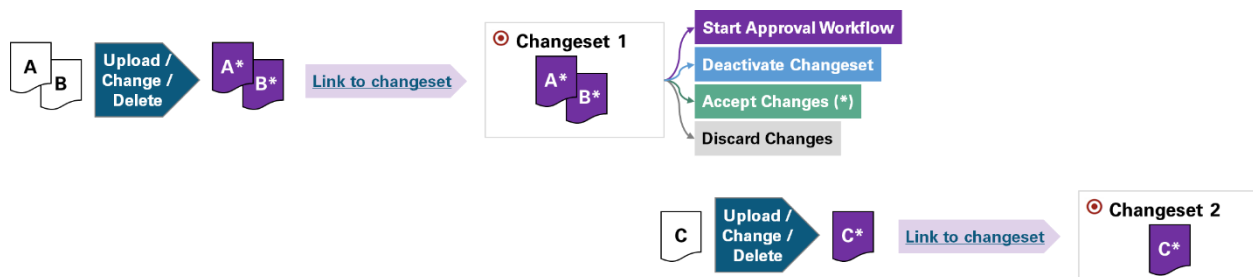 A
B
Upload /
Change /
Delete
A*
B*
Link to changeset
Changeset 1
A*
B*
Start Approval Workflow
Deactivate Changeset
Accept Changes (*)
Discard Changes
C
Upload /
Change /
Delete
C*
Link to changeset
Changeset 2
C*